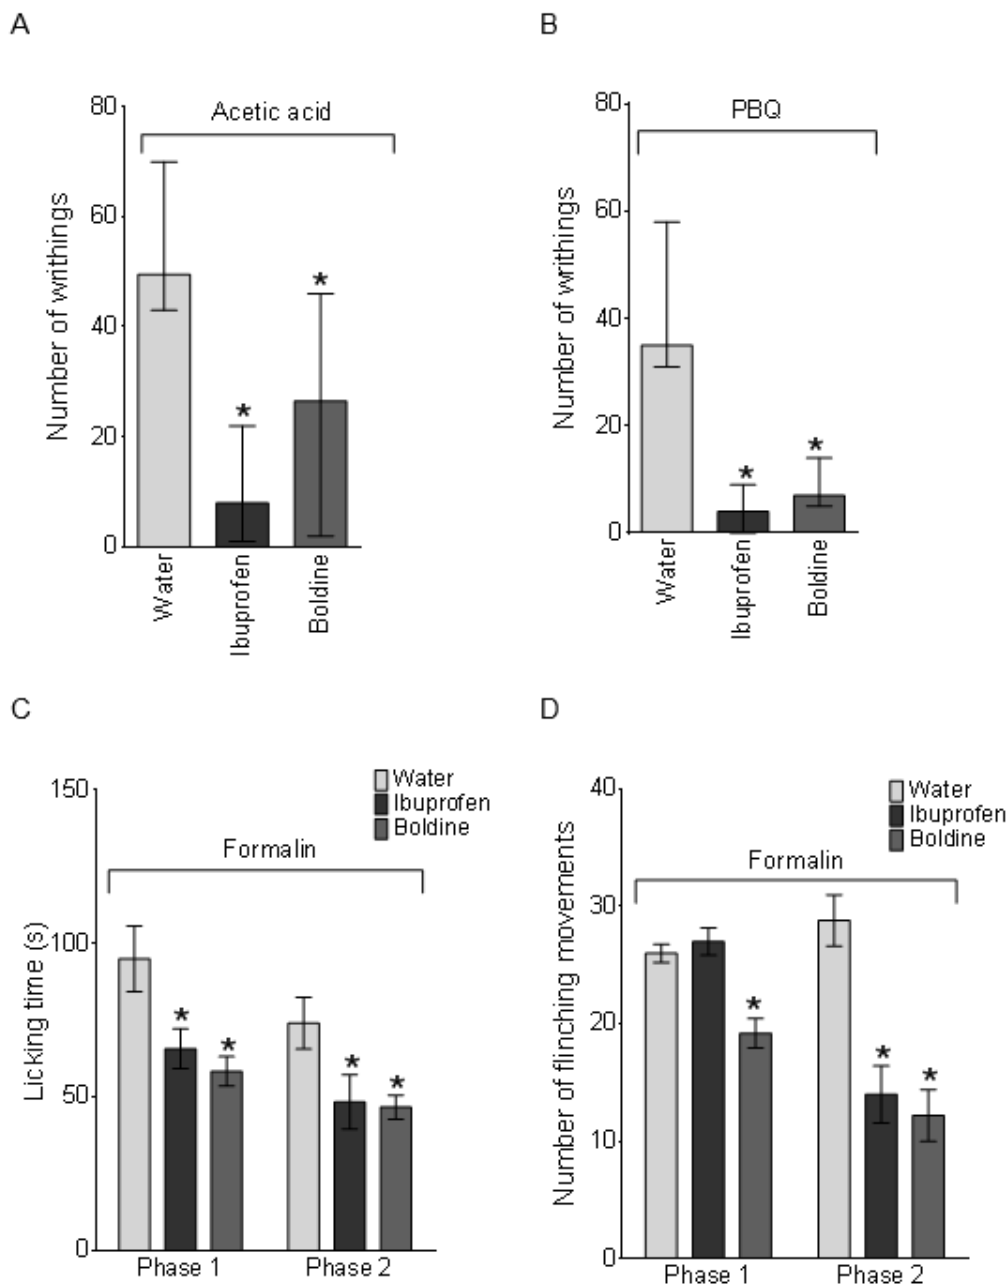 A
Acetic acid
Number of writhings
80
60
40
20
0
*
*
Water
Ibuprofen
Boldine
B
PBQ
Number of writhings
80
60
40
20
0
*
*
Water
Ibuprofen
Boldine
C
Water
Ibuprofen
Boldine
Formalin
Licking time (s)
150
100
50
0
*
*
*
*
Phase 1
Phase 2
D
Water
Ibuprofen
Boldine
Formalin
Number of flinching movements
40
30
20
10
0
*
*
*
Phase 1
Phase 2